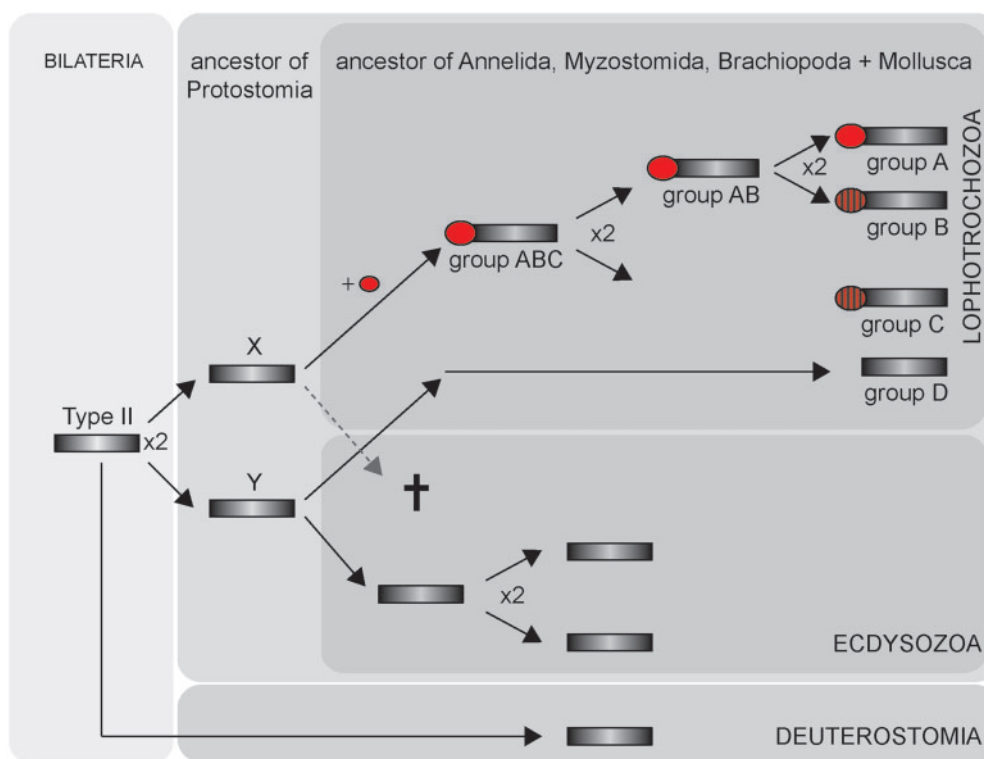 BILATERIA
ancestor of
Protostomia
ancestor of Annelida, Myzostomida, Brachiopoda + Mollusca
x2
group A
group AB
group B
x2
group ABC
+
group C
LOPHOTROCHOZOA
X
group D
Type II
x2
Y
x2
ECDYSOZOA
DEUTEROSTOMIA